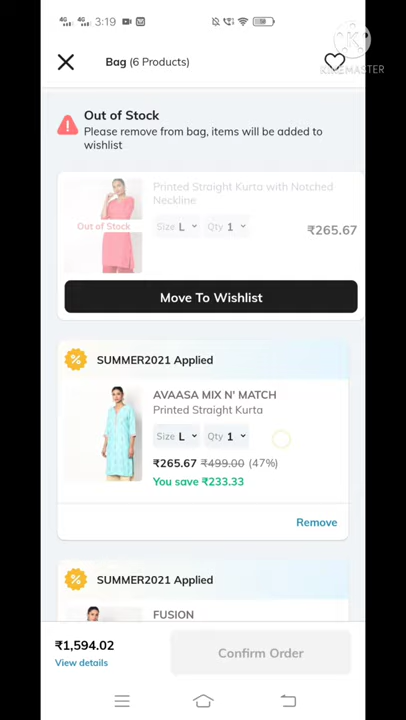 4G 4G 3:19 58
Bag (6 Products)
KINEMASTER
Out of Stock
Please remove from bag, items will be added to
wishlist
Printed Straight Kurta with Notched
Neckline
Out of Stock
Size L Qty 1
₹265.67
Move To Wishlist
SUMMER2021 Applied
AVAASA MIX N' MATCH
Printed Straight Kurta
Size L Qty 1
₹265.67 ₹499.00 (47%)
You save ₹233.33
Remove
SUMMER2021 Applied
FUSION
₹1,594.02
View details
Confirm Order